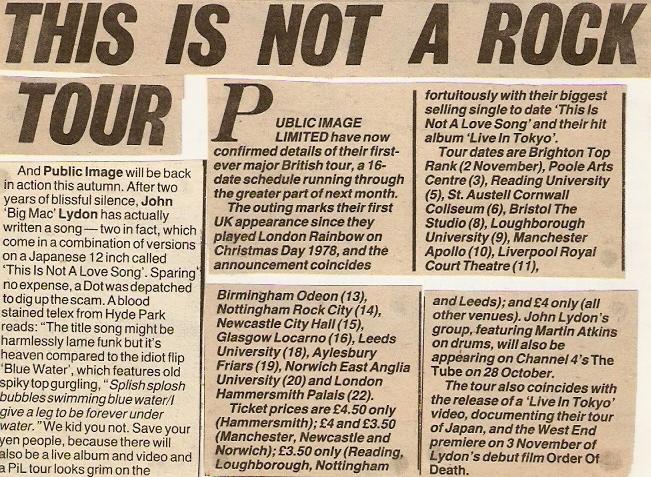 THIS IS NOT A ROCK
TOUR
And Public Image will be back
in action this autumn. After two
years of blissful silence, John
'Big Mac' Lydon has actually
written a song — two in fact, which
come in a combination of versions
on a Japanese 12 inch called
'This Is Not A Love Song'. Sparing
no expense, a Dot was depatched
to dig up the scam. A blood
stained telex from Hyde Park
reads: "The title song might be
harmlessly lame funk but it's
heaven compared to the idiot flip
'Blue Water', which features old
spiky top gurgling, "Splish splosh
bubbles swimming blue water/I
give a leg to be forever under
water." We kid you not. Save your
yen people, because there will
also be a live album and video and
a PiL tour looks grim on the
PUBLIC IMAGE
LIMITED have now
confirmed details of their first-
ever major British tour, a 16-
date schedule running through
the greater part of next month.
The outing marks their first
UK appearance since they
played London Rainbow on
Christmas Day 1978, and the
announcement coincides
fortuitously with their biggest
selling single to date 'This Is
Not A Love Song' and their hit
album 'Live In Tokyo'.
Tour dates are Brighton Top
Rank (2 November), Poole Arts
Centre (3), Reading University
(5), St. Austell Cornwall
Coliseum (6), Bristol The
Studio (8), Loughborough
University (9), Manchester
Apollo (10), Liverpool Royal
Court Theatre (11),
Birmingham Odeon (13),
Nottingham Rock City (14),
Newcastle City Hall (15),
Glasgow Locarno (16), Leeds
University (18), Aylesbury
Friars (19), Norwich East Anglia
University (20) and London
Hammersmith Palais (22).
Ticket prices are £4.50 only
(Hammersmith); £4 and £3.50
(Manchester, Newcastle and
Norwich); £3.50 only (Reading,
Loughborough, Nottingham
and Leeds); and £4 only (all
other venues). John Lydon's
group, featuring Martin Atkins
on drums, will also be
appearing on Channel 4's The
Tube on 28 October.
The tour also coincides with
the release of a 'Live In Tokyo'
video, documenting their tour
of Japan, and the West End
premiere on 3 November of
Lydon's debut film Order Of
Death.